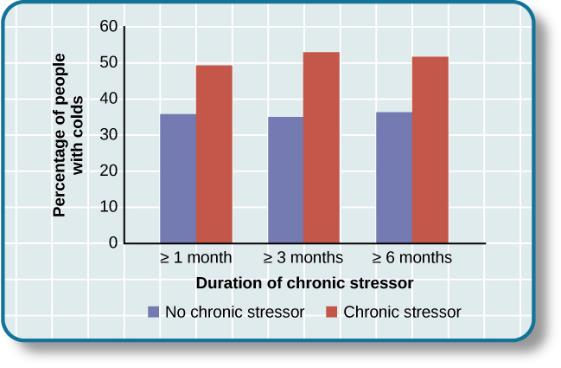 Percentage of people
with colds
60
50
40
30
20
10
0
≥ 1 month ≥ 3 months ≥ 6 months
Duration of chronic stressor
No chronic stressor Chronic stressor